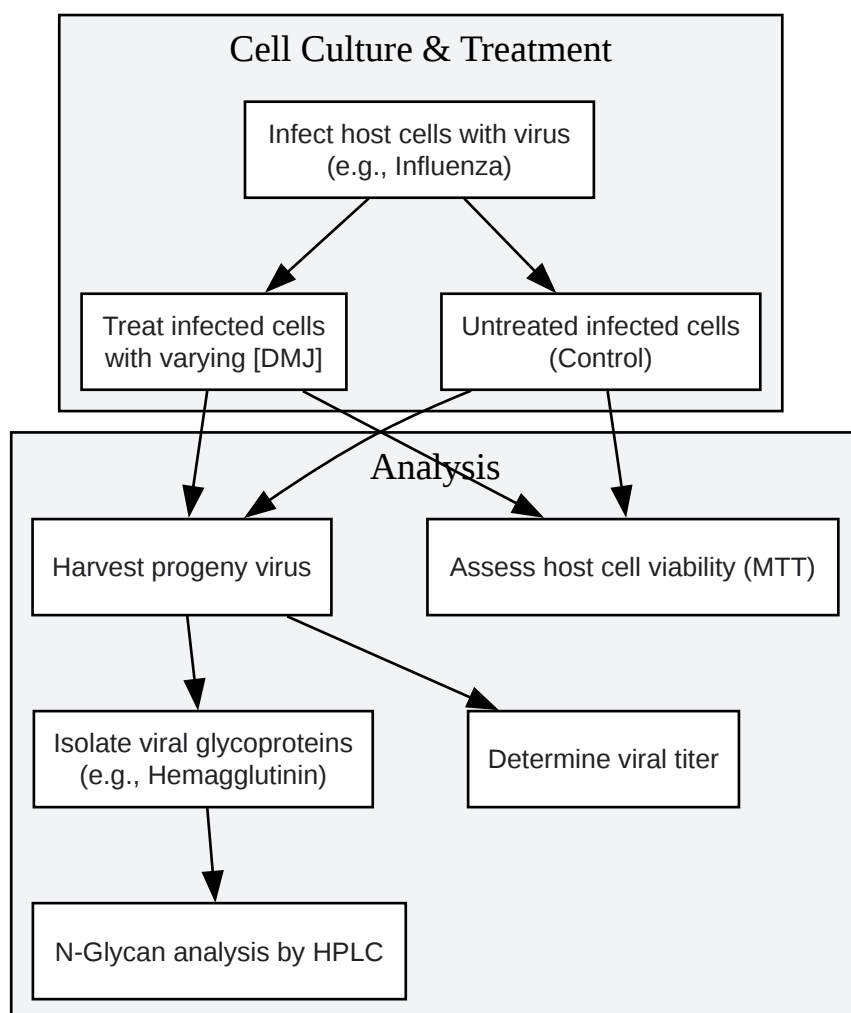 Cell Culture & Treatment
Infect host cells with virus
(e.g., Influenza)
Treat infected cells
with varying [DMJ]
Untreated infected cells
(Control)
Analysis
Harvest progeny virus
Assess host cell viability (MTT)
Isolate viral glycoproteins
(e.g., Hemagglutinin)
Determine viral titer
N-Glycan analysis by HPLC